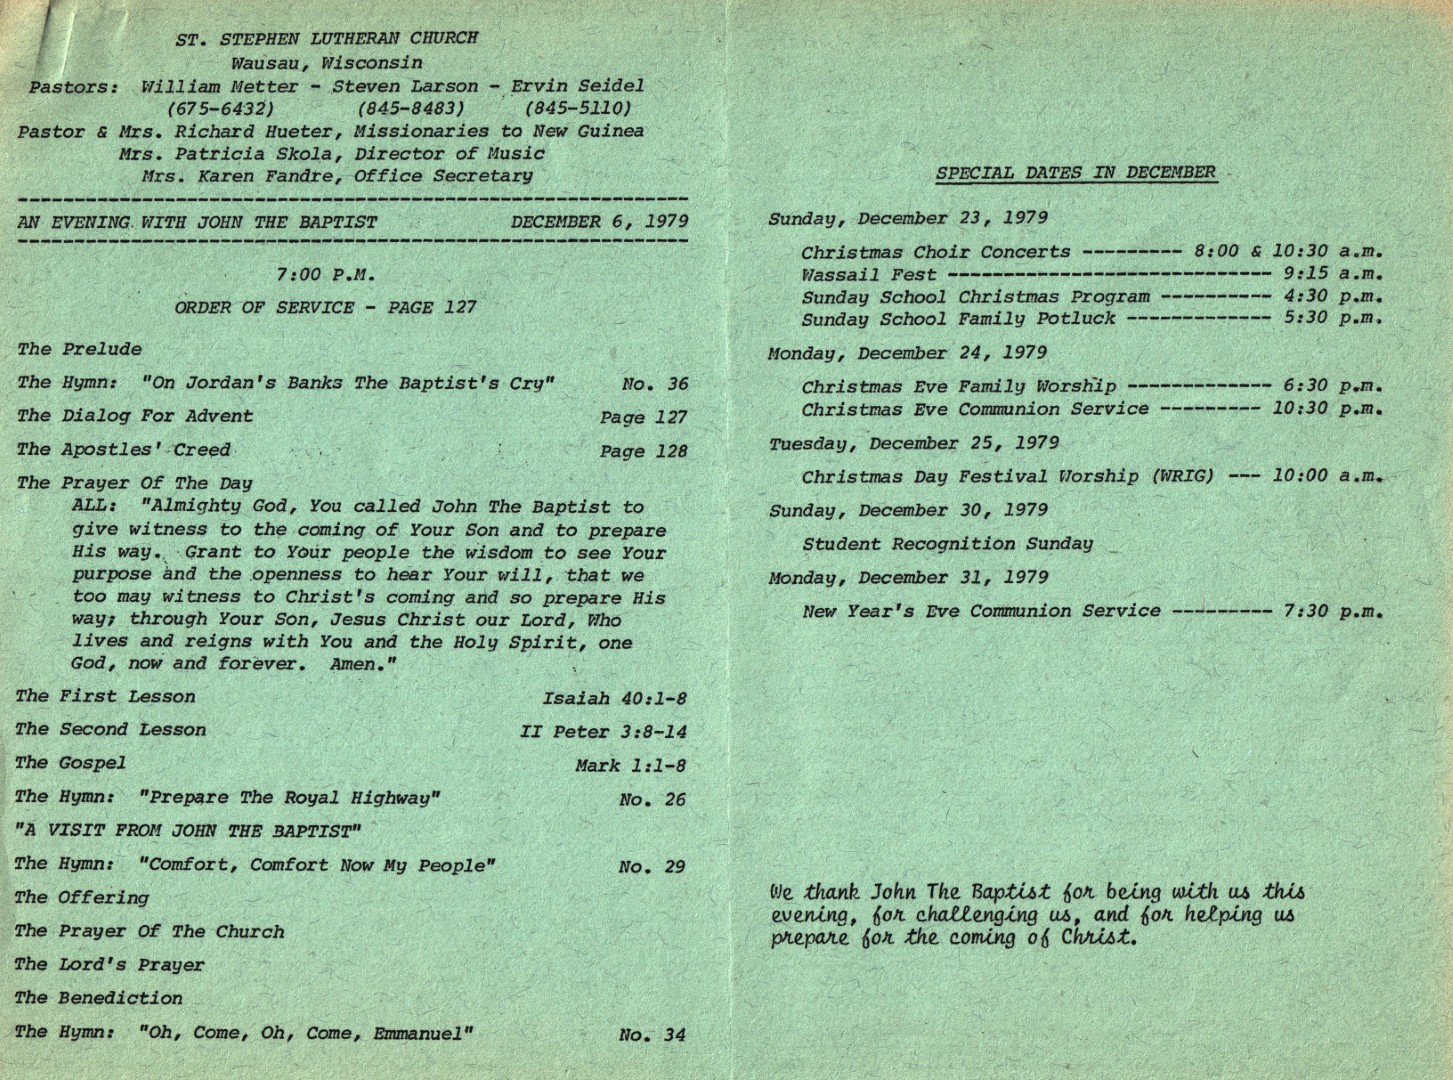 ST. STEPHEN LUTHERAN CHURCH
Wausau, Wisconsin
Pastors: William Metter - Steven Larson - Ervin Seidel
(675-6432) (845-8483) (845-5110)
Pastor & Mrs. Richard Hueter, Missionaries to New Guinea
Mrs. Patricia Skola, Director of Music
Mrs. Karen Fandre, Office Secretary
AN EVENING WITH JOHN THE BAPTIST DECEMBER 6, 1979
7:00 P.M.
ORDER OF SERVICE - PAGE 127
The Prelude
The Hymn: "On Jordan's Banks The Baptist's Cry" No. 36
The Dialog For Advent Page 127
The Apostles' Creed Page 128
The Prayer Of The Day
ALL: "Almighty God, You called John The Baptist to
give witness to the coming of Your Son and to prepare
His way. Grant to Your people the wisdom to see Your
purpose and the openness to hear Your will, that we
too may witness to Christ's coming and so prepare His
way; through Your Son, Jesus Christ our Lord, Who
lives and reigns with You and the Holy Spirit, one
God, now and forever. Amen."
The First Lesson Isaiah 40:1-8
The Second Lesson II Peter 3:8-14
The Gospel Mark 1:1-8
The Hymn: "Prepare The Royal Highway" No. 26
"A VISIT FROM JOHN THE BAPTIST"
The Hymn: "Comfort, Comfort Now My People" No. 29
The Offering
The Prayer Of The Church
The Lord's Prayer
The Benediction
The Hymn: "Oh, Come, Oh, Come, Emmanuel" No. 34
SPECIAL DATES IN DECEMBER
Sunday, December 23, 1979
Christmas Choir Concerts --------- 8:00 & 10:30 a.m.
Wassail Fest ----------------------------- 9:15 a.m.
Sunday School Christmas Program ---------- 4:30 p.m.
Sunday School Family Potluck ------------- 5:30 p.m.
Monday, December 24, 1979
Christmas Eve Family Worship ------------- 6:30 p.m.
Christmas Eve Communion Service --------- 10:30 p.m.
Tuesday, December 25, 1979
Christmas Day Festival Worship (WRIG) --- 10:00 a.m.
Sunday, December 30, 1979
Student Recognition Sunday
Monday, December 31, 1979
New Year's Eve Communion Service --------- 7:30 p.m.
We thank John The Baptist for being with us this
evening, for challenging us, and for helping us
prepare for the coming of Christ.